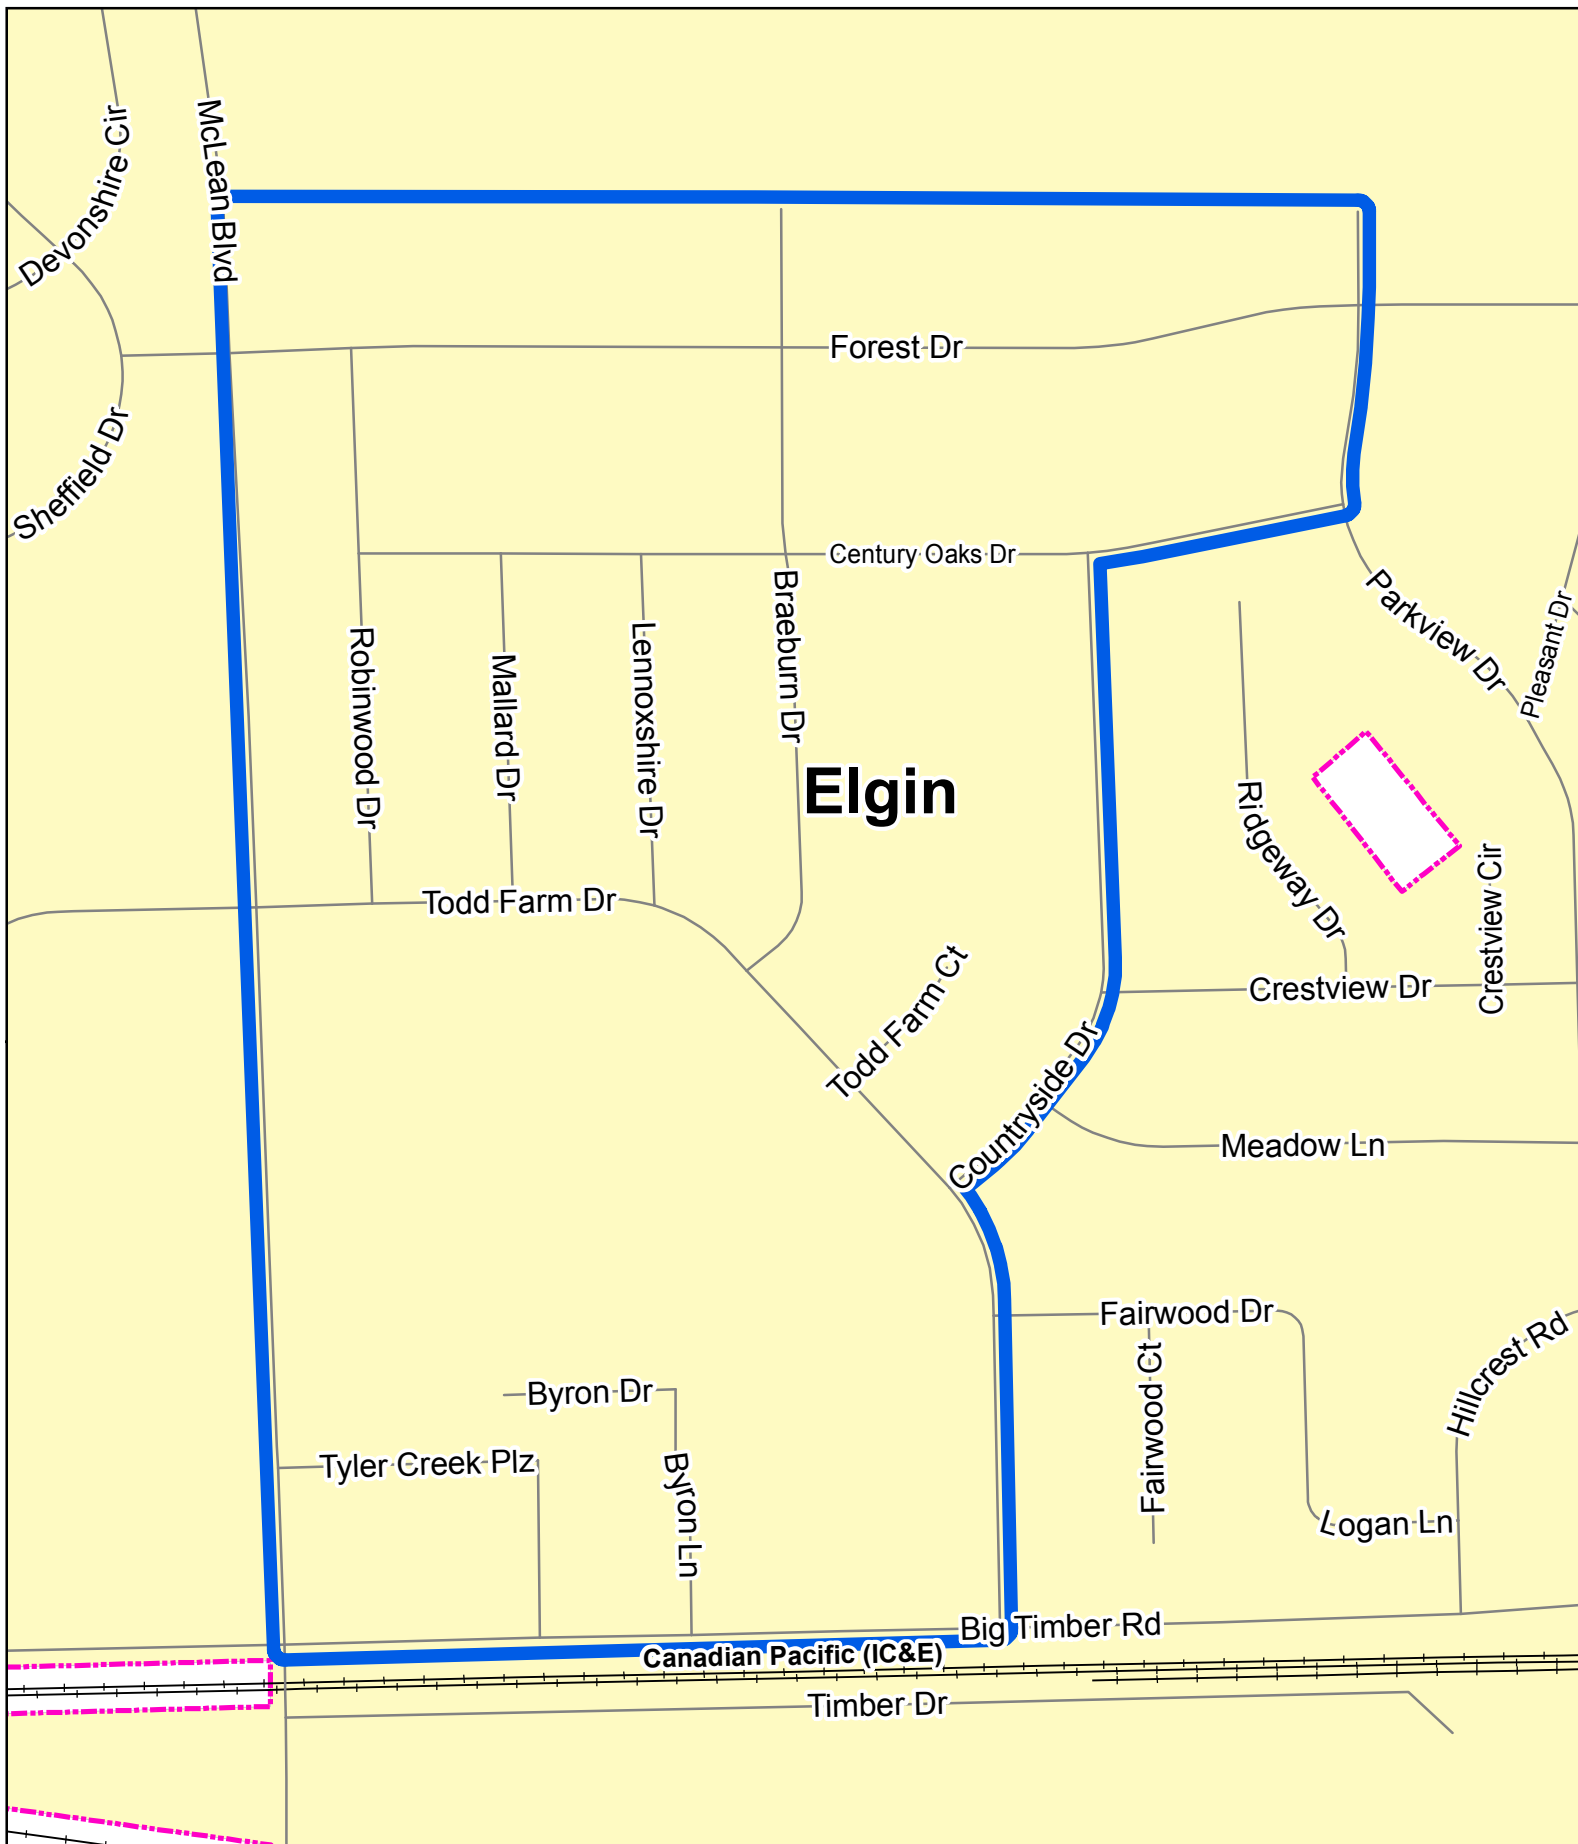 Devonshire Cir
McLean Blvd
Forest Dr
Sheffield Dr
Century Oaks Dr
Parkview Dr
Pleasant Dr
Robinwood Dr
Mallard Dr
Lennoxshire Dr
Braeburn Dr
Elgin
Ridgeway Dr
Crestview Cir
Todd Farm Dr
Todd Farm Ct
Crestview Dr
Countryside Dr
Meadow Ln
Fairwood Dr
Fairwood Ct
Hillcrest Rd
Byron Dr
Tyler Creek Plz
Byron Ln
Logan Ln
Big Timber Rd
Canadian Pacific (IC&E)
Timber Dr